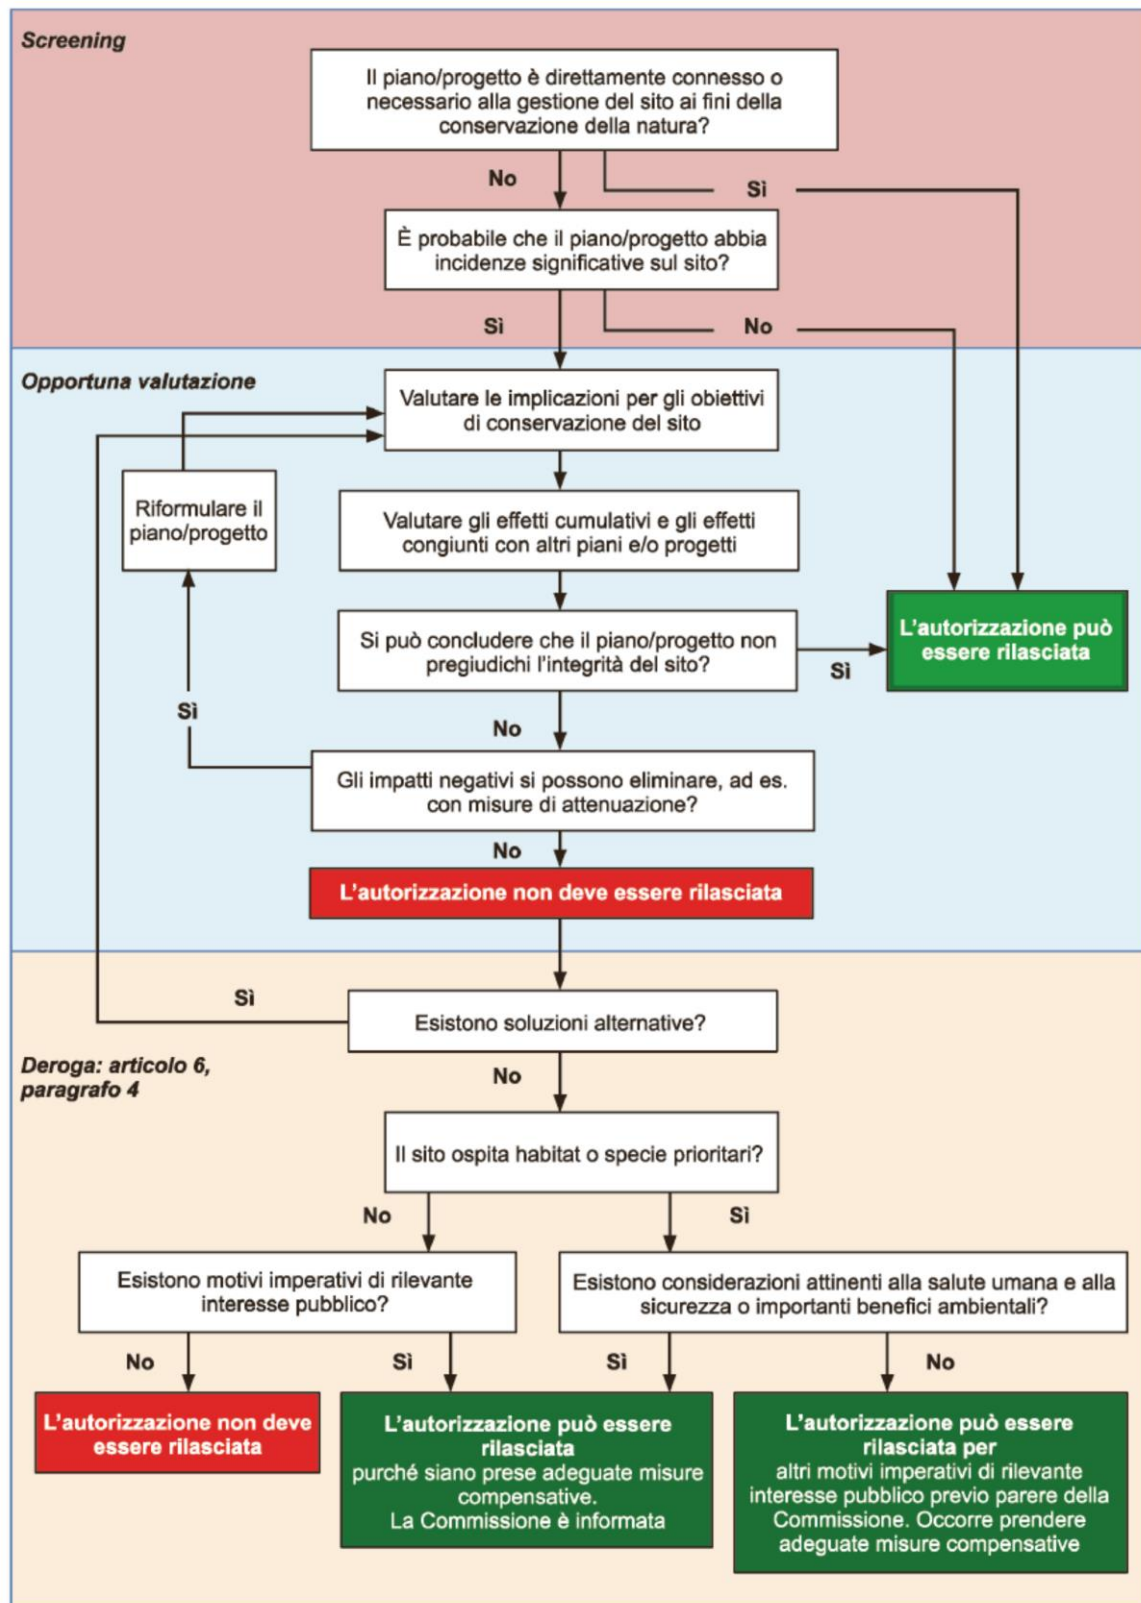 Screening
Il piano/progetto è direttamente connesso o
necessario alla gestione del sito ai fini della
conservazione della natura?
No
Sì
È probabile che il piano/progetto abbia
incidenze significative sul sito?
Sì
No
Opportuna valutazione
Valutare le implicazioni per gli obiettivi
di conservazione del sito
Riformulare il
piano/progetto
Valutare gli effetti cumulativi e gli effetti
congiunti con altri piani e/o progetti
Si può concludere che il piano/progetto non
pregiudichi l'integrità del sito?
Sì
L'autorizzazione può
essere rilasciata
Sì
No
Gli impatti negativi si possono eliminare, ad es.
con misure di attenuazione?
No
L'autorizzazione non deve essere rilasciata
Sì
Esistono soluzioni alternative?
Deroga: articolo 6,
paragrafo 4
No
Il sito ospita habitat o specie prioritari?
No
Sì
Esistono motivi imperativi di rilevante
interesse pubblico?
Esistono considerazioni attinenti alla salute umana e alla
sicurezza o importanti benefici ambientali?
No
Sì
Sì
No
L'autorizzazione non deve
essere rilasciata
L'autorizzazione può essere
rilasciata
purché siano prese adeguate misure
compensative.
La Commissione è informata
L'autorizzazione può essere
rilasciata per
altri motivi imperativi di rilevante
interesse pubblico previo parere della
Commissione. Occorre prendere
adeguate misure compensative